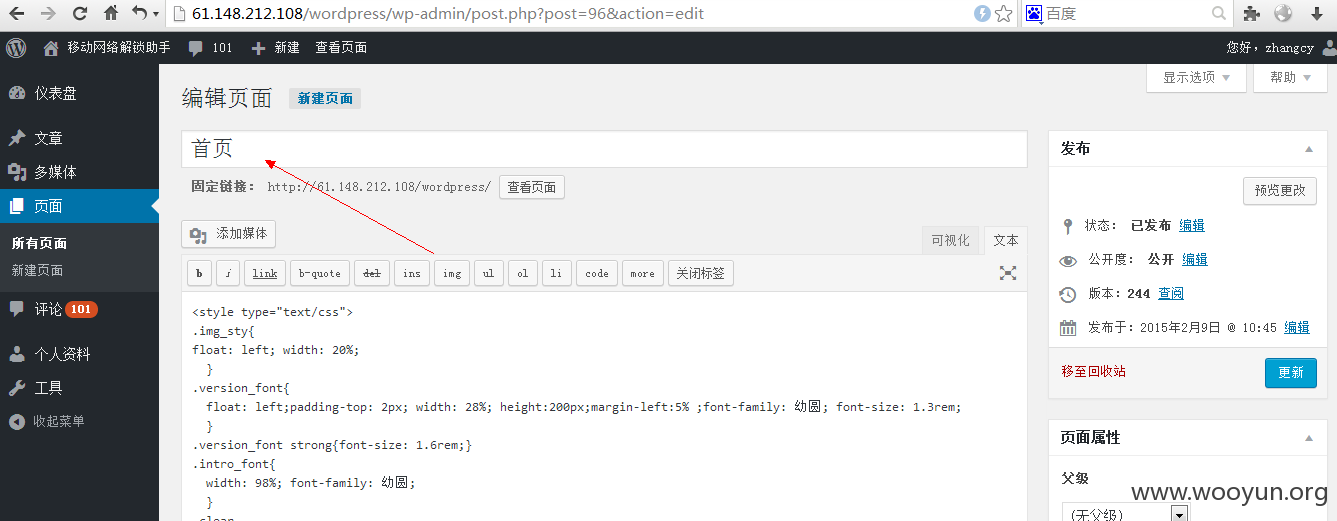 61.148.212.108/wordpress/wp-admin/post.php?post=96&action=edit
百度
移动网络解锁助手 101 新建 查看页面 您好，zhangcy
显示选项 帮助
仪表盘
文章
多媒体
页面
所有页面
新建页面
评论 101
个人资料
工具
收起菜单
编辑页面 新建页面
首页
固定链接： http://61.148.212.108/wordpress/ 查看页面
添加媒体
可视化 文本
b i link b-quote del ins img ul ol li code more 关闭标签
<style type="text/css">
.img_sty{
float: left; width: 20%;
}
.version_font{
float: left;padding-top: 2px; width: 28%; height:200px;margin-left:5% ;font-family: 幼圆; font-size: 1.3rem;
}
.version_font strong{font-size: 1.6rem;}
.intro_font{
width: 98%; font-family: 幼圆;
}
发布
预览更改
状态： 已发布 编辑
公开度： 公开 编辑
版本：244 查阅
发布于：2015年2月9日 @ 10:45 编辑
移至回收站 更新
页面属性
父级
(无父级)
www.wooyun.org